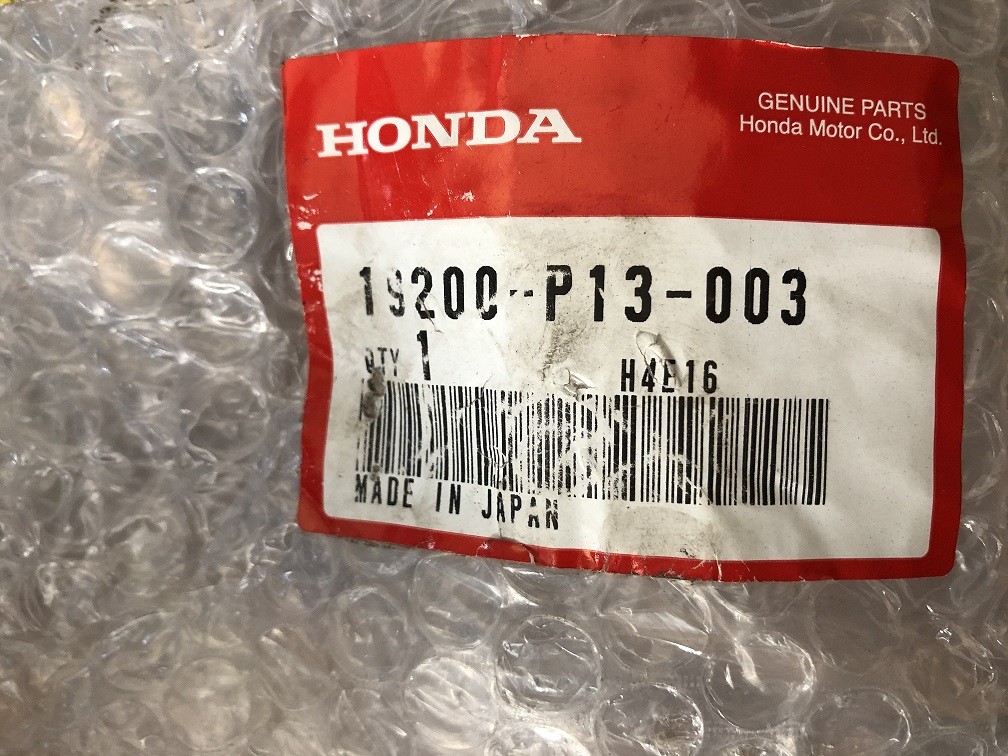 HONDA
GENUINE PARTS
Honda Motor Co., Ltd.
19200-P13-003
QTY 1
H4E16
MADE IN JAPAN